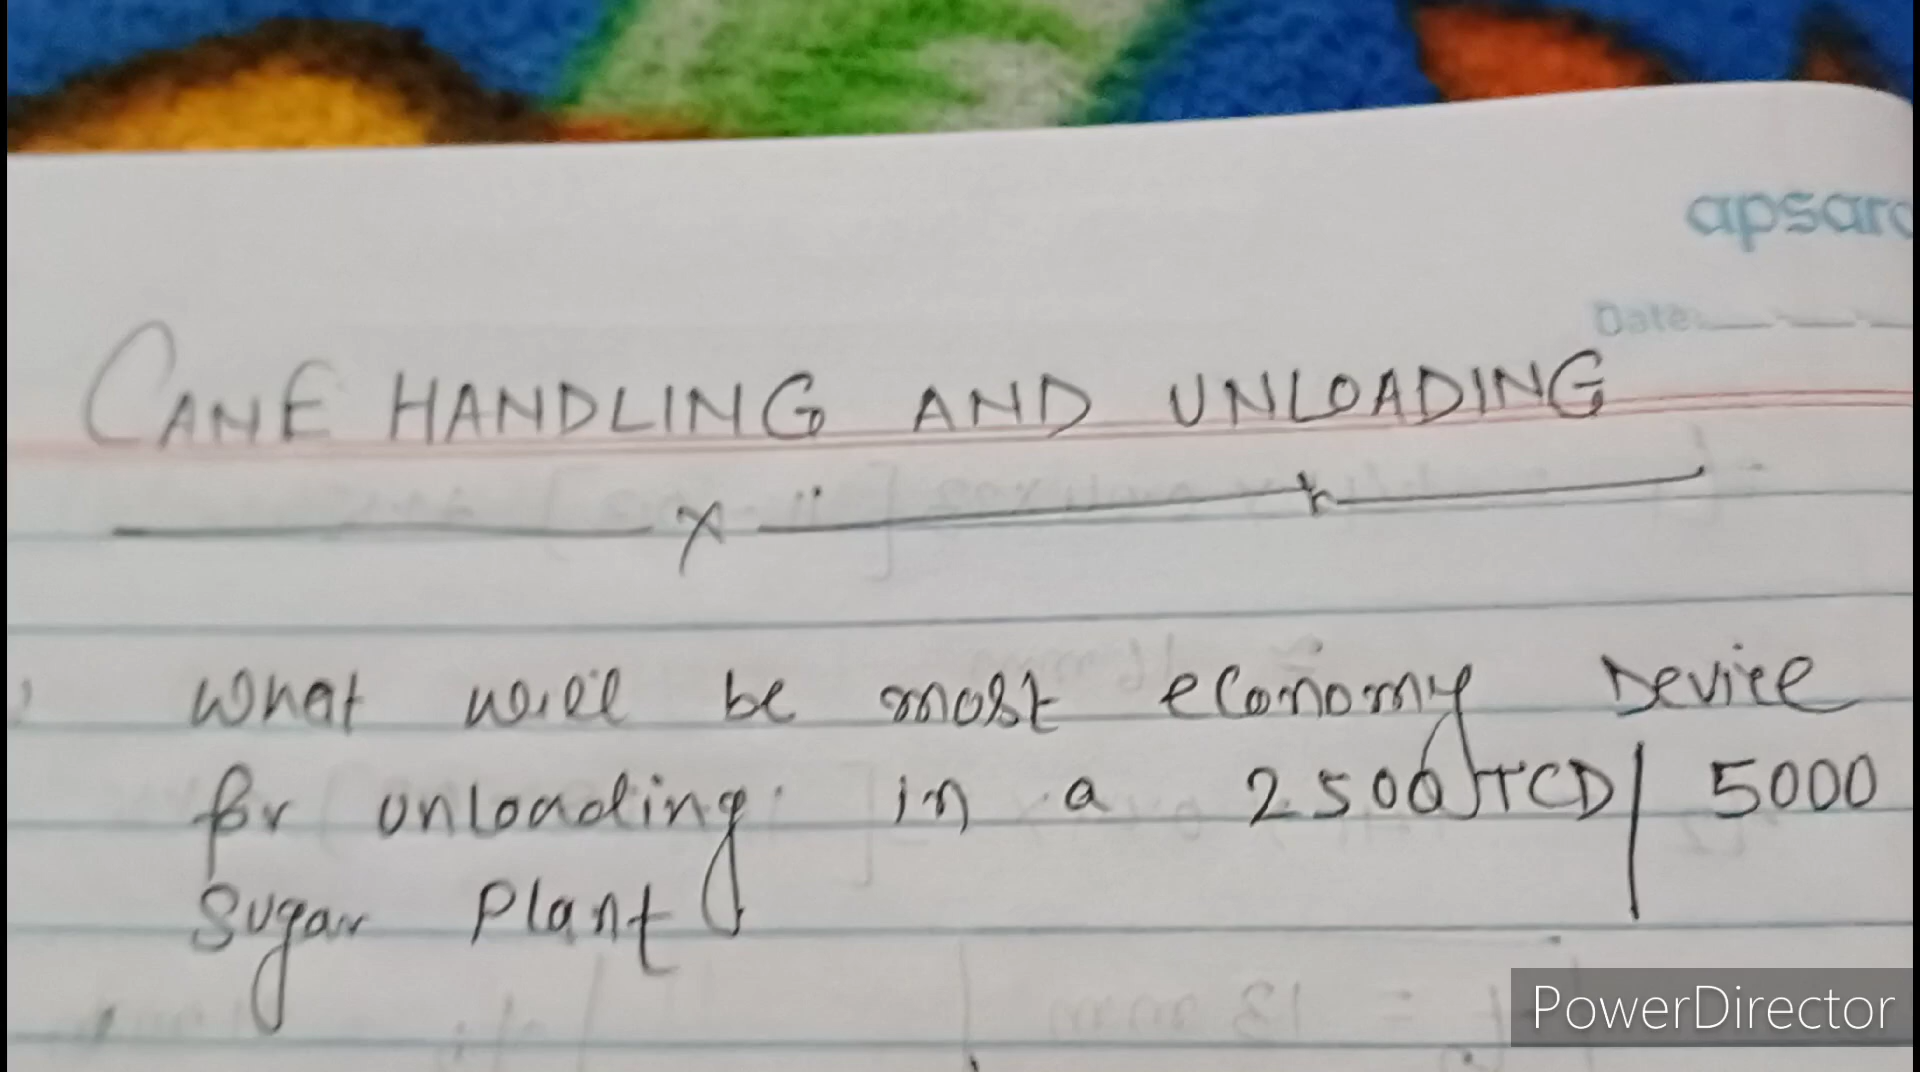 apsara
Date:
CANE HANDLING AND UNLOADING
x
What will be most economy Device
for unloading in a 2500 TCD/ 5000
Sugar Plant
PowerDirector